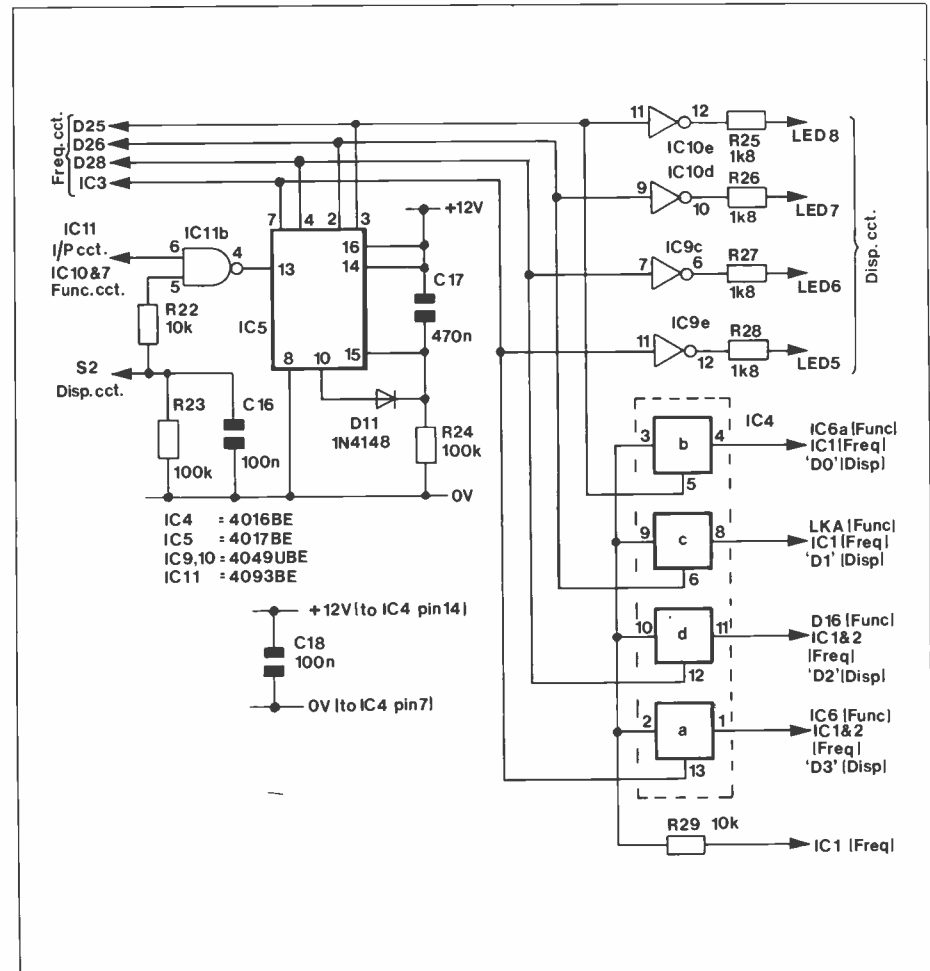 Freq. cct.
D25
D26
D28
IC3
11
12
IC10e
R25
1k8
LED8
IC10d
9
10
R26
1k8
LED7
IC9c
7
6
R27
1k8
LED6
IC9e
11
12
R28
1k8
LED5
Disp. cct.
IC11
I/P cct.
IC10&7
Func. cct.
6
5
IC11b
4
7
4
2
3
13
16
14
15
8
10
IC5
+12V
C17
470n
R22
10k
S2
Disp. cct.
R23
100k
C16
100n
D11
1N4148
R24
100k
0V
IC4 = 4016BE
IC5 = 4017BE
IC9,10 = 4049UBE
IC11 = 4093BE
+12V (to IC4 pin14)
C18
100n
0V (to IC4 pin7)
IC4
3
b
4
5
IC6a (Func)
IC1 (Freq)
'D0' (Disp)
9
c
8
6
LKA (Func)
IC1 (Freq)
'D1' (Disp)
10
d
11
12
D16 (Func)
IC1&2
(Freq)
'D2' (Disp)
2
a
1
13
IC6 (Func)
IC1&2
(Freq)
'D3' (Disp)
R29 10k
IC1 (Freq)